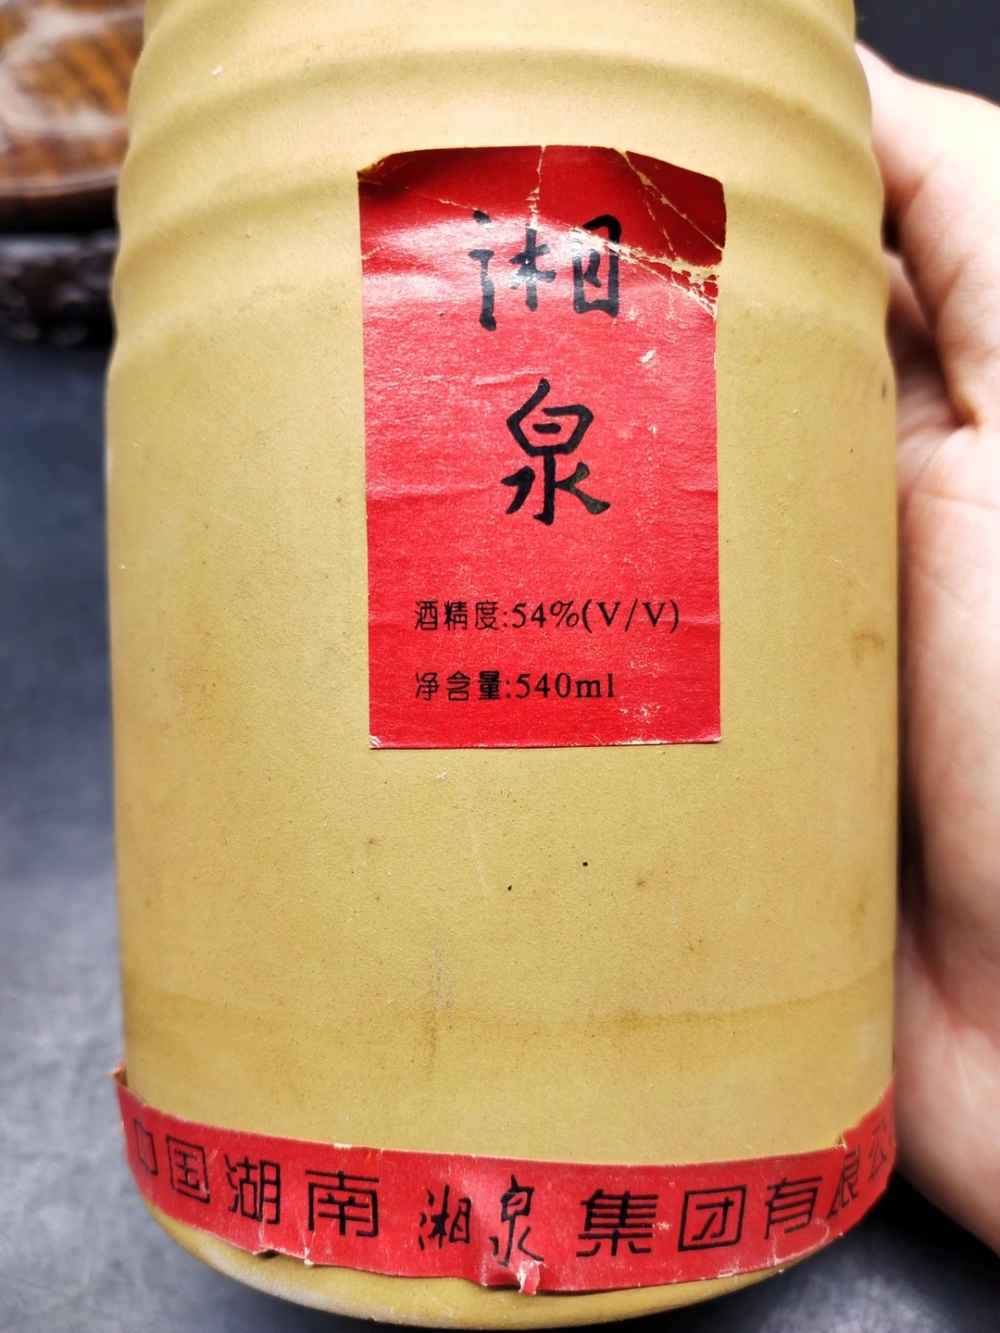 湘
泉
酒精度:54%(V/V)
净含量:540ml
中国湖南湘泉集团有限公